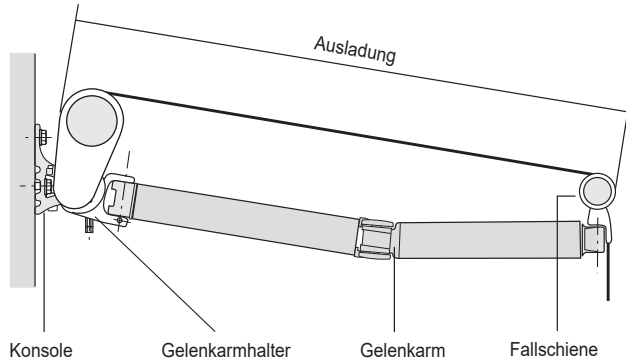 Ausladung
Konsole
Gelenkarmhalter
Gelenkarm
Fallschiene